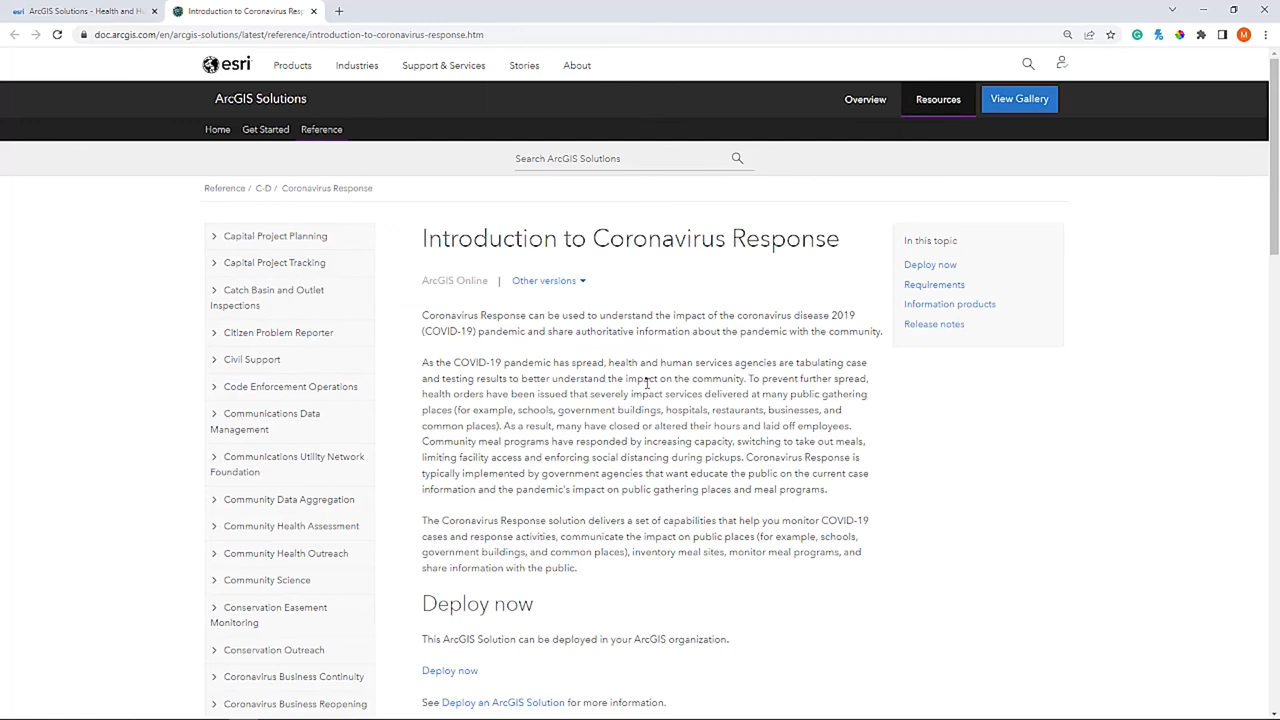 esri ArcGIS Solutions - Health and H
Introduction to Coronavirus Resp
doc.arcgis.com/en/arcgis-solutions/latest/reference/introduction-to-coronavirus-response.htm
M
esri
Products
Industries
Support & Services
Stories
About
ArcGIS Solutions
Overview
Resources
View Gallery
Home
Get Started
Reference
Search ArcGIS Solutions
Reference / C-D / Coronavirus Response
Capital Project Planning
Capital Project Tracking
Catch Basin and Outlet
Inspections
Citizen Problem Reporter
Civil Support
Code Enforcement Operations
Communications Data
Management
Communications Utility Network
Foundation
Community Data Aggregation
Community Health Assessment
Community Health Outreach
Community Science
Conservation Easement
Monitoring
Conservation Outreach
Coronavirus Business Continuity
Coronavirus Business Reopening
Introduction to Coronavirus Response
ArcGIS Online | Other versions
Coronavirus Response can be used to understand the impact of the coronavirus disease 2019
(COVID-19) pandemic and share authoritative information about the pandemic with the community.
As the COVID-19 pandemic has spread, health and human services agencies are tabulating case
and testing results to better understand the impact on the community. To prevent further spread,
health orders have been issued that severely impact services delivered at many public gathering
places (for example, schools, government buildings, hospitals, restaurants, businesses, and
common places). As a result, many have closed or altered their hours and laid off employees.
Community meal programs have responded by increasing capacity, switching to take out meals,
limiting facility access and enforcing social distancing during pickups. Coronavirus Response is
typically implemented by government agencies that want educate the public on the current case
information and the pandemic's impact on public gathering places and meal programs.
The Coronavirus Response solution delivers a set of capabilities that help you monitor COVID-19
cases and response activities, communicate the impact on public places (for example, schools,
government buildings, and common places), inventory meal sites, monitor meal programs, and
share information with the public.
Deploy now
This ArcGIS Solution can be deployed in your ArcGIS organization.
Deploy now
See Deploy an ArcGIS Solution for more information.
In this topic
Deploy now
Requirements
Information products
Release notes